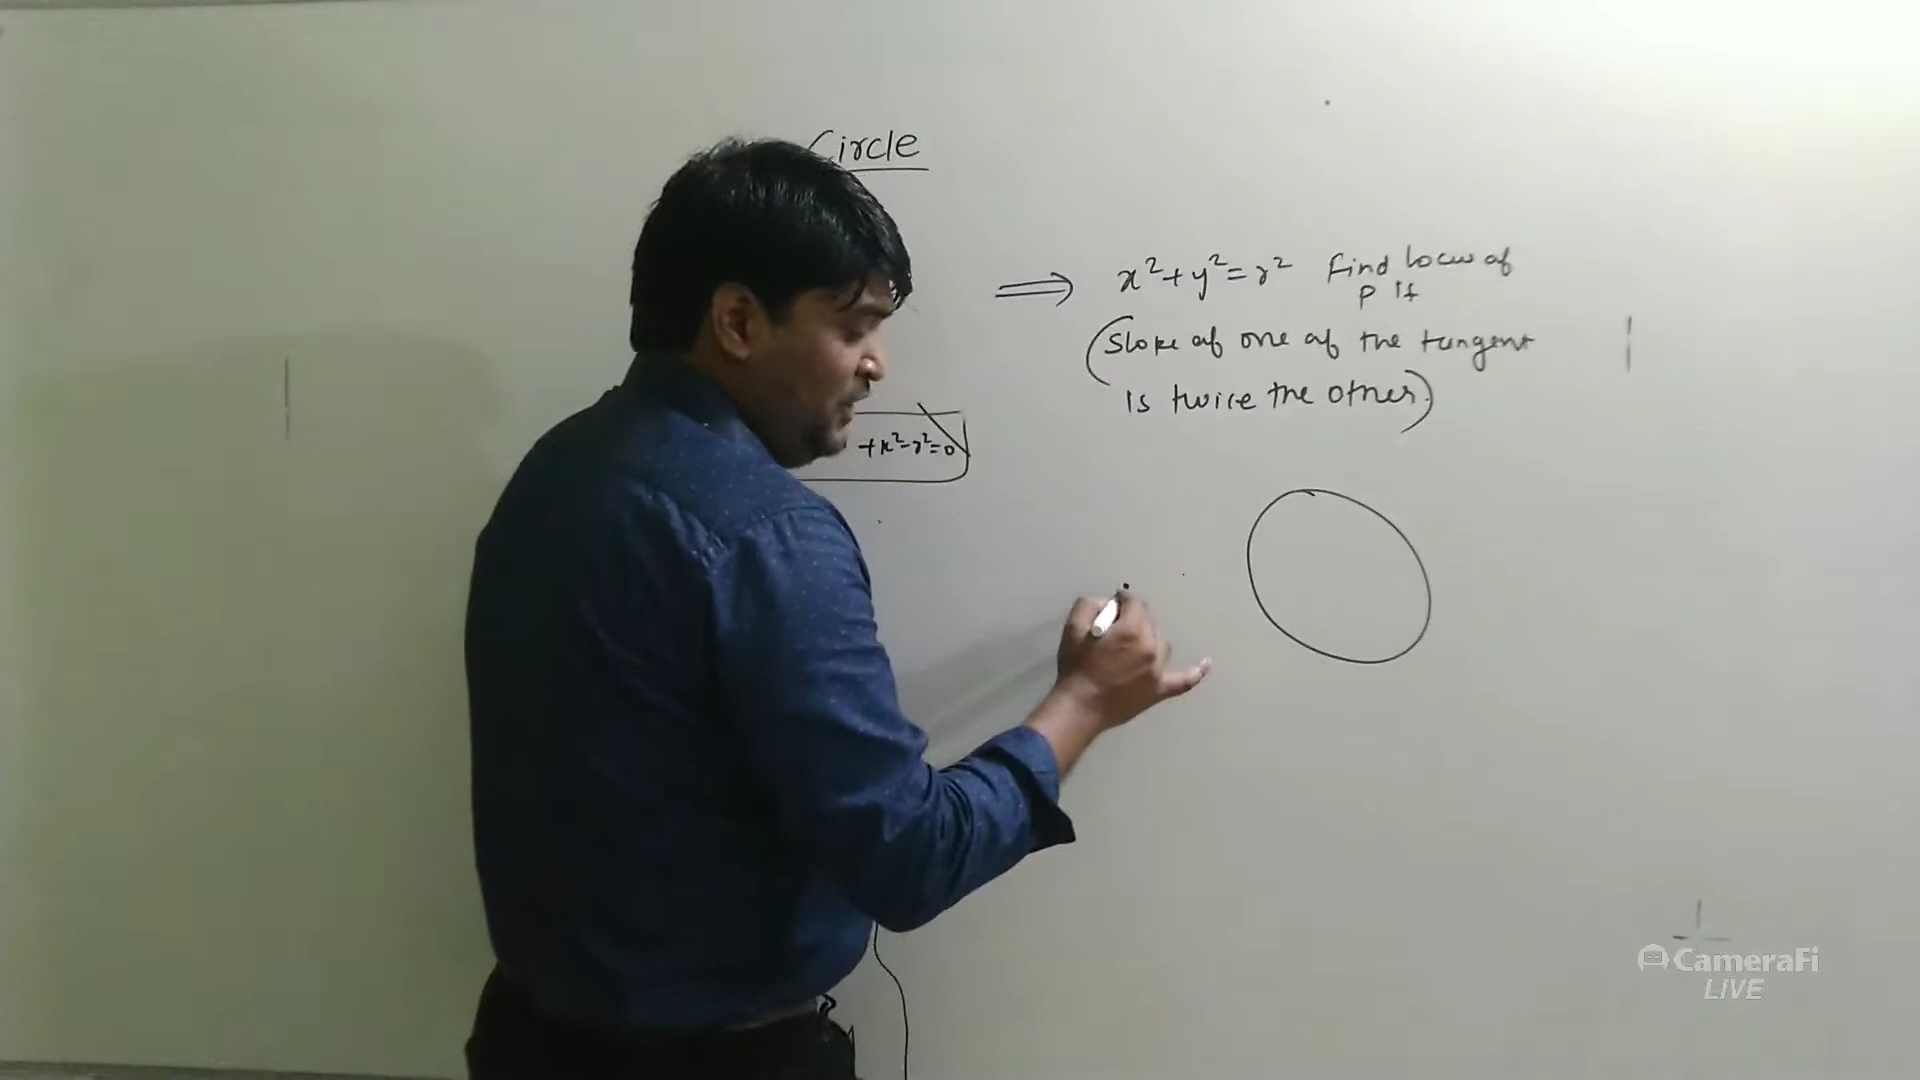 Circle
⇒ x²+y²=r² Find locus of
P If
(Slope of one of the tangent
is twice the other)
+k²-r²=0
CameraFi
LIVE